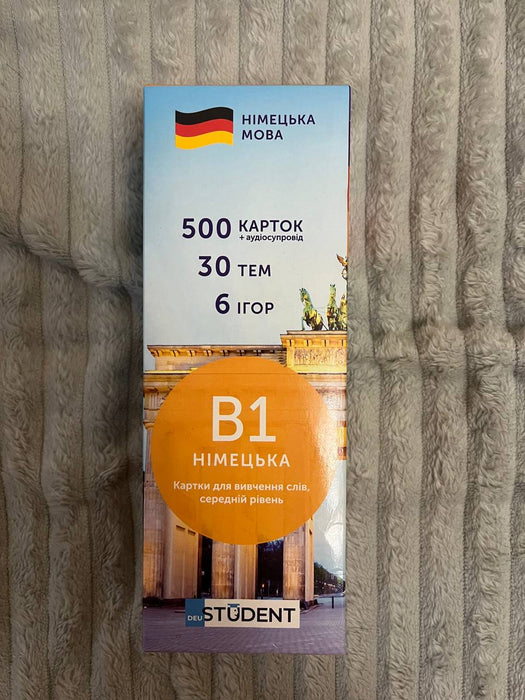 НІМЕЦЬКА
МОВА
500 КАРТОК
+ аудіосупровід
30 ТЕМ
6 ІГОР
B1
НІМЕЦЬКА
Картки для вивчення слів,
середній рівень
DEU STUDENT